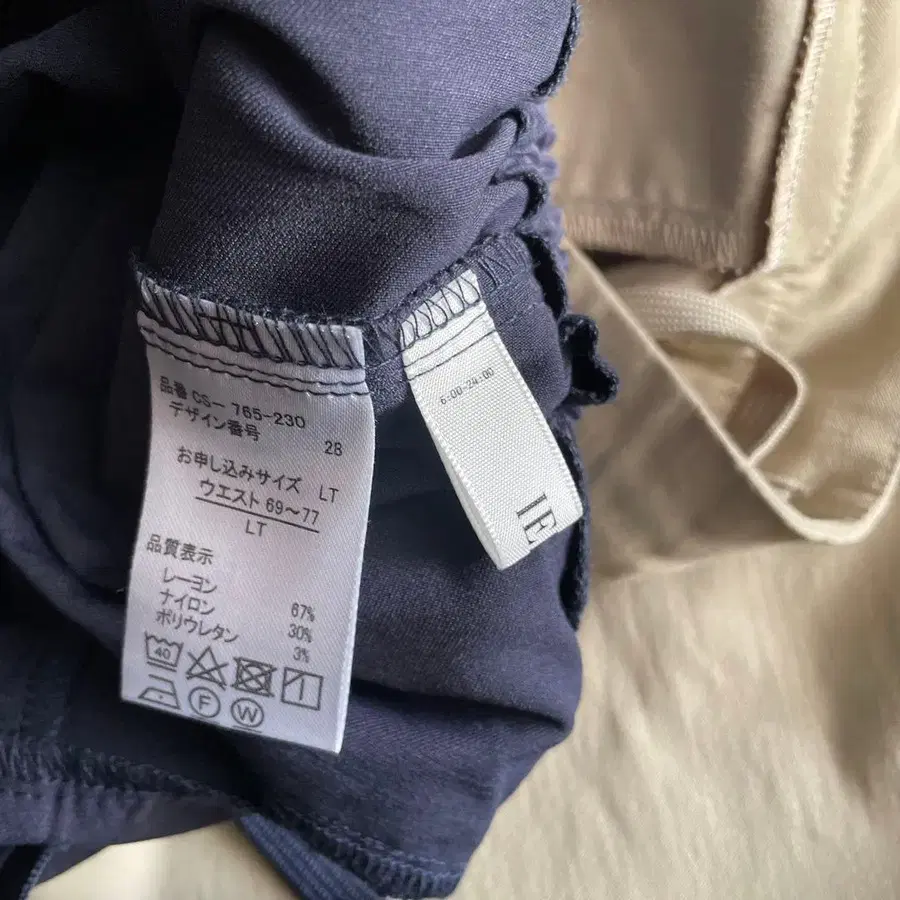 品番 CS- 765-230
デザイン番号 28
お申し込みサイズ LT
ウエスト 69〜77
LT
品質表示
レーヨン 67%
ナイロン 30%
ポリウレタン 3%
40
F
W
6:00-24:00
IE